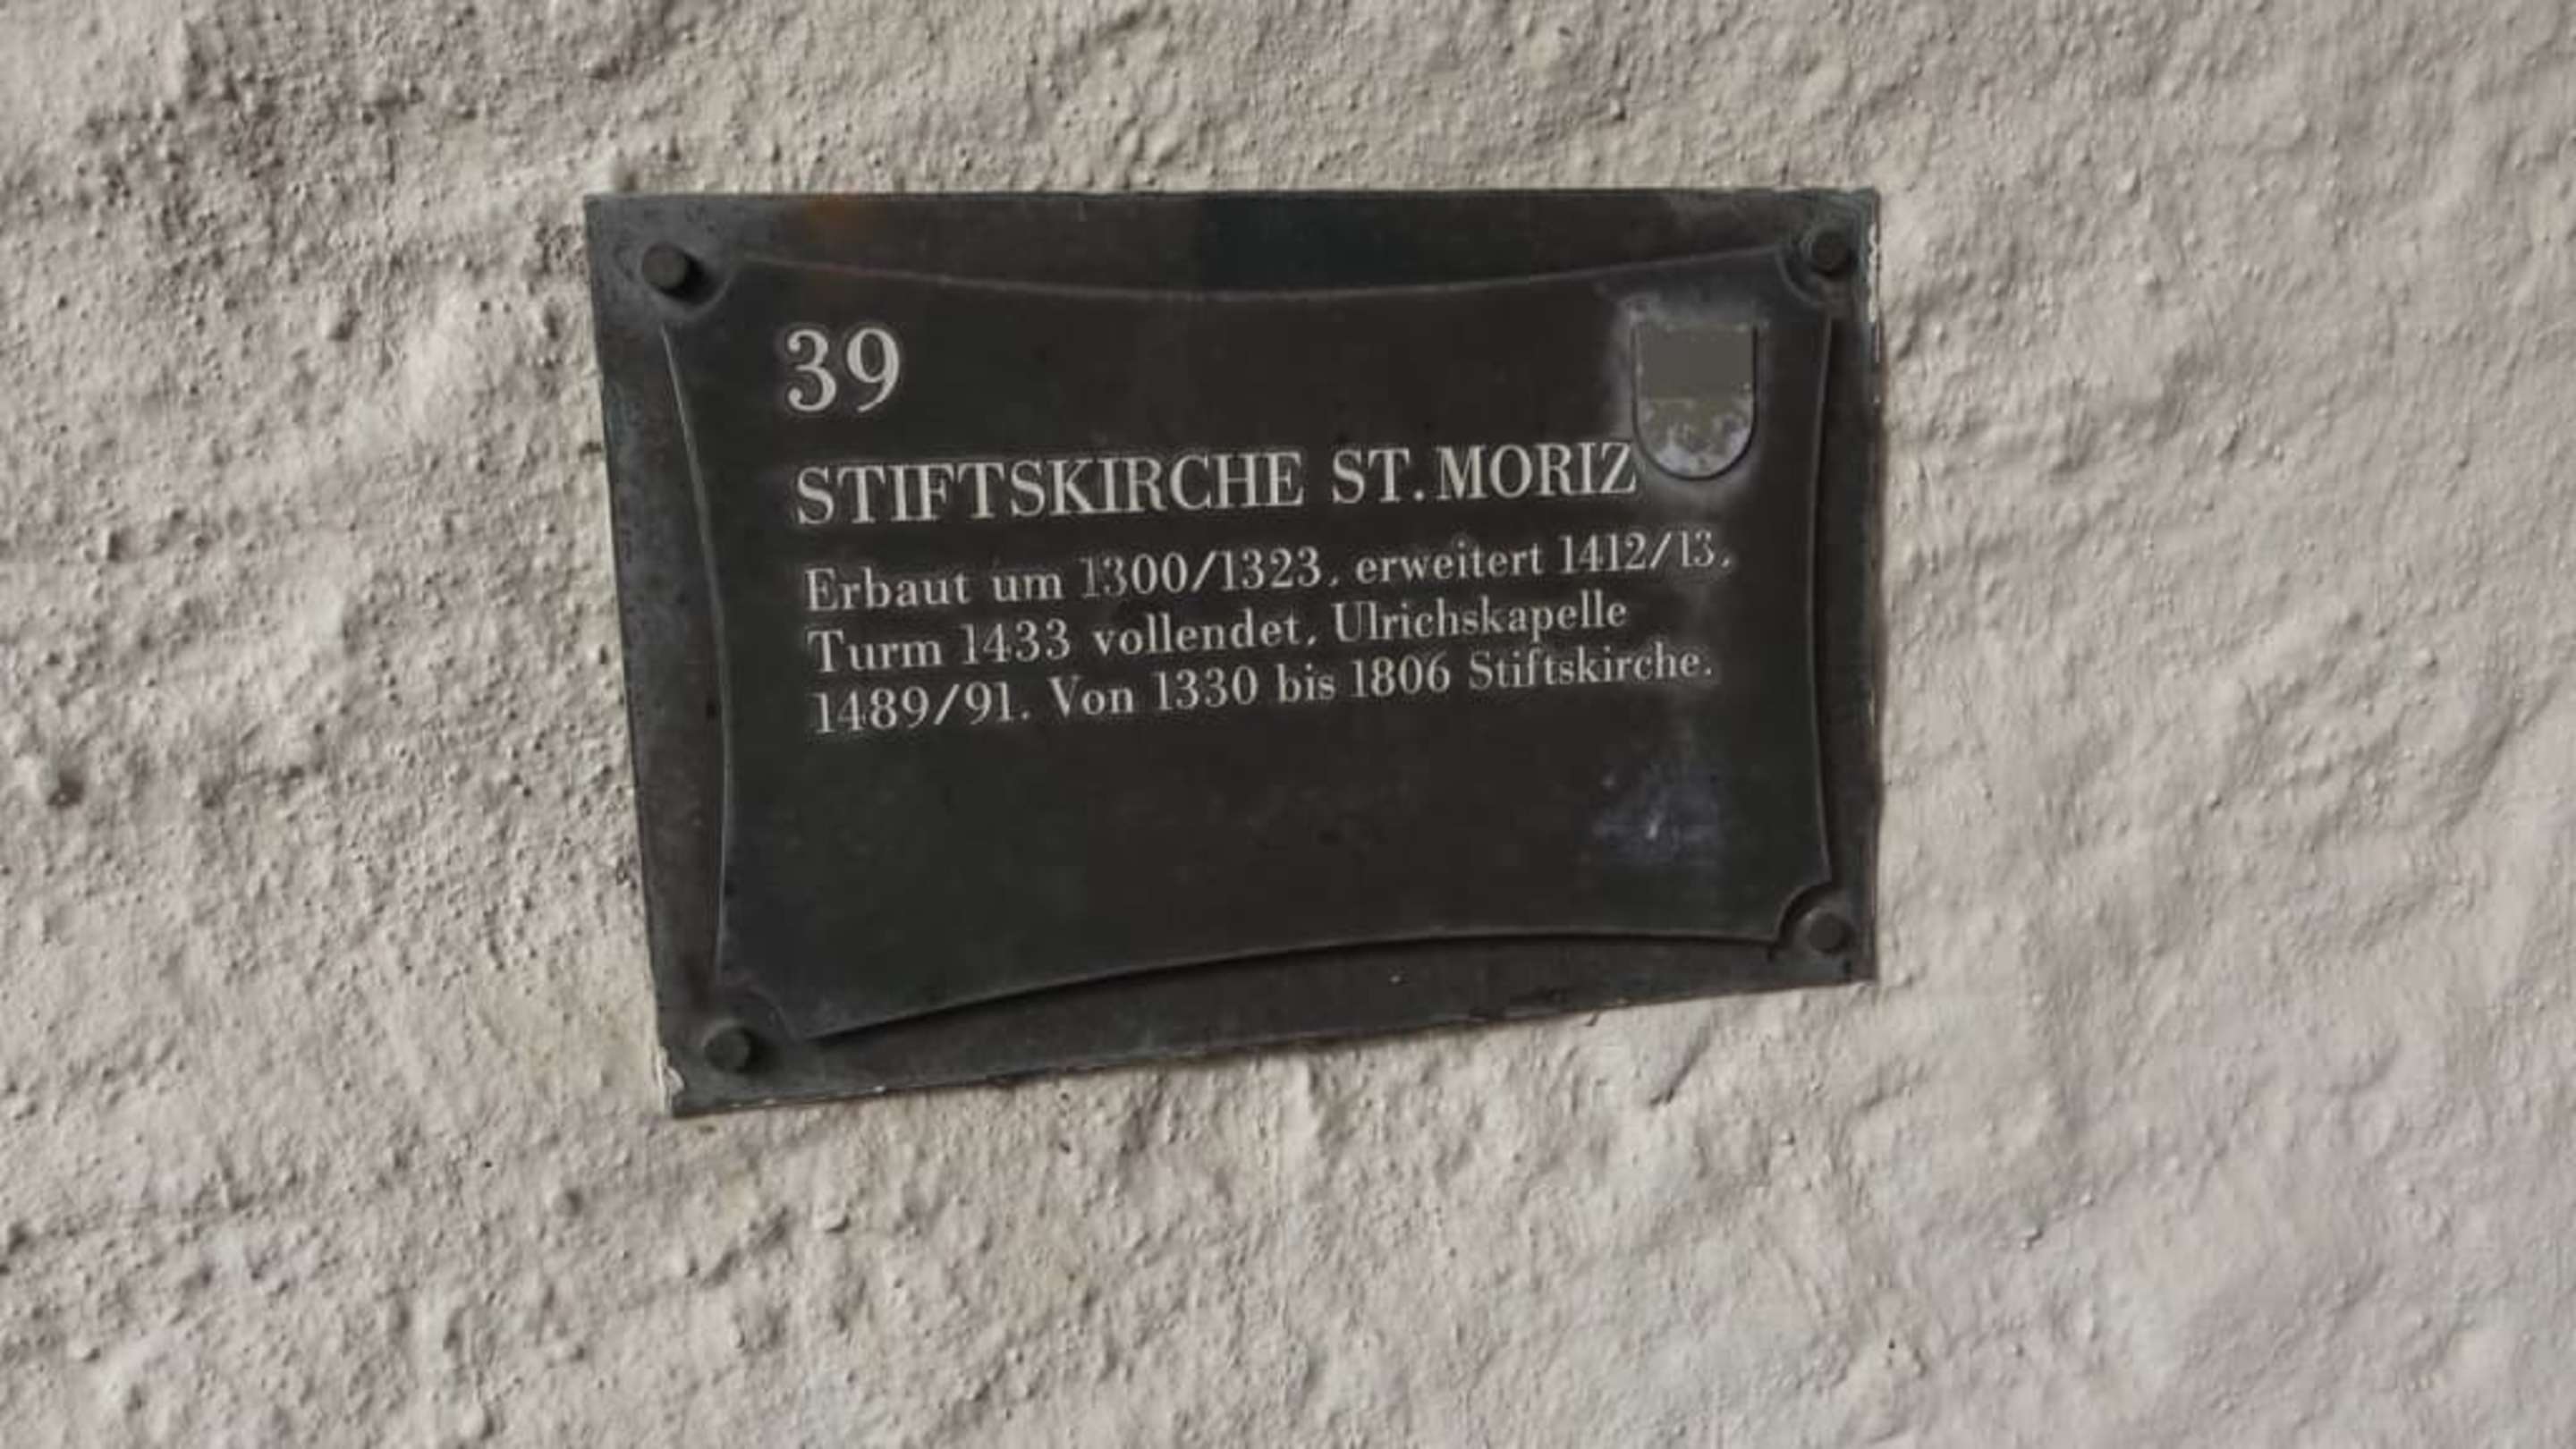 39
STIFTSKIRCHE ST. MORIZ
Erbaut um 1300/1323, erweitert 1412/13,
Turm 1433 vollendet, Ulrichskapelle
1489/91. Von 1330 bis 1806 Stiftskirche.